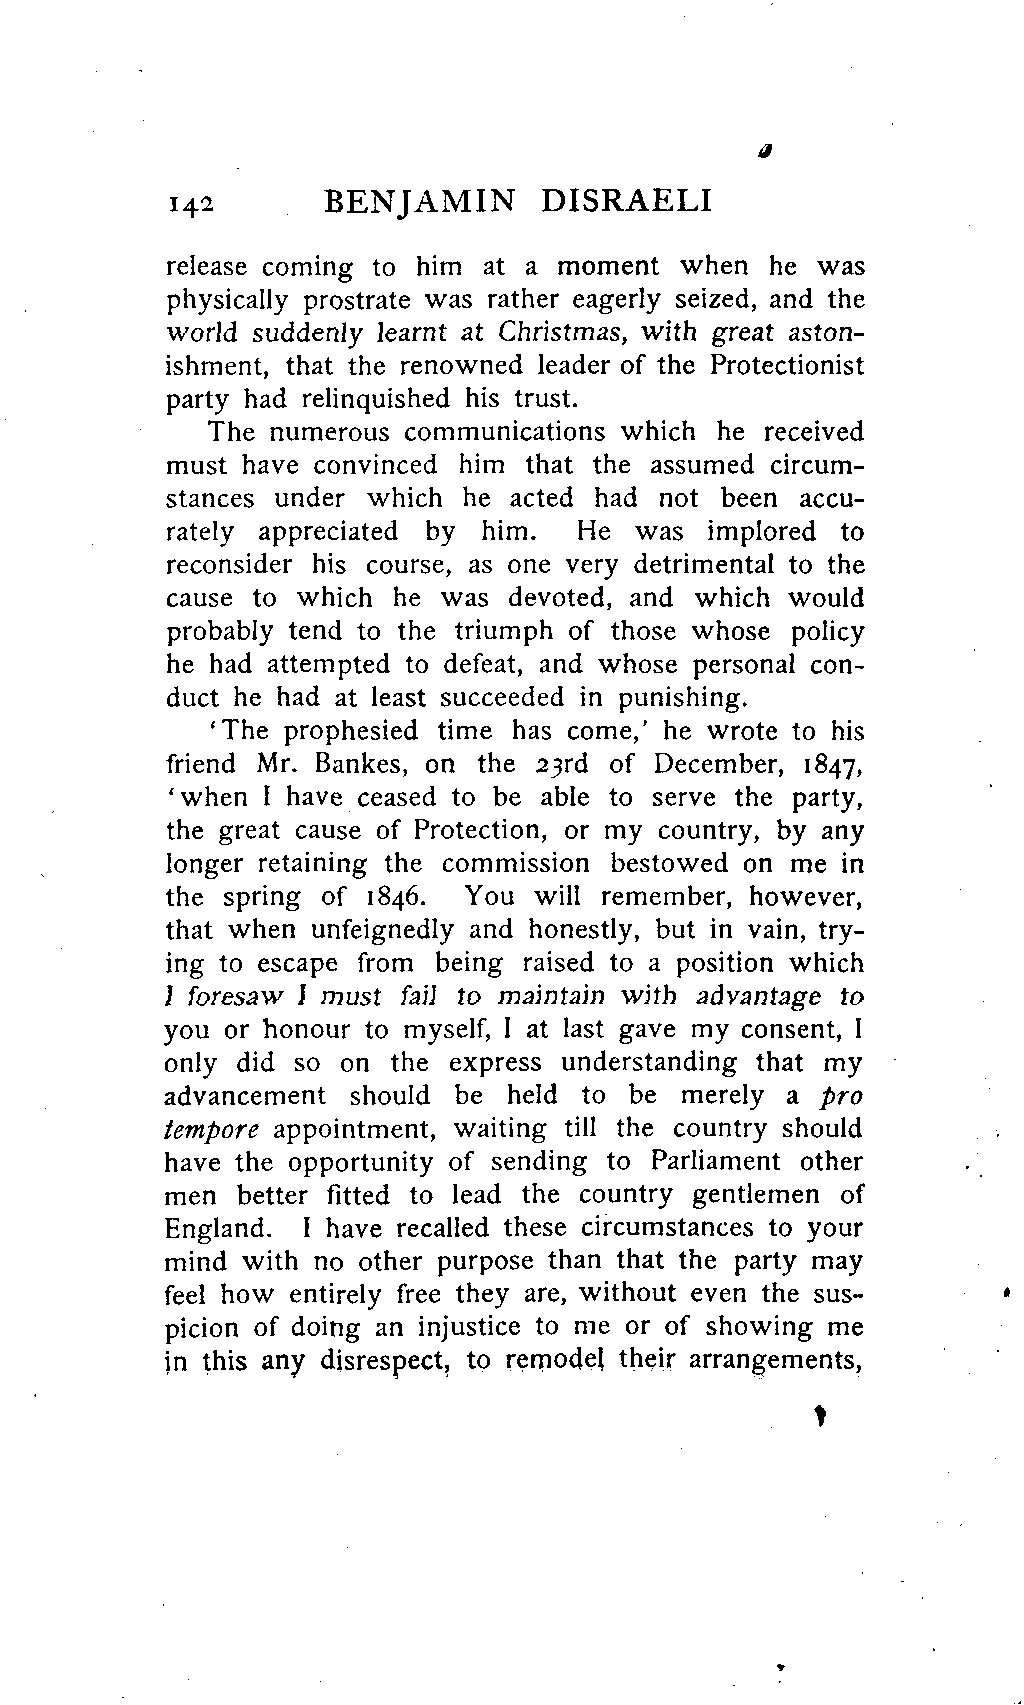 142 BENJAMIN DISRAELI
release coming to him at a moment when he was
physically prostrate was rather eagerly seized, and the
world suddenly learnt at Christmas, with great aston-
ishment, that the renowned leader of the Protectionist
party had relinquished his trust.
The numerous communications which he received
must have convinced him that the assumed circum-
stances under which he acted had not been accu-
rately appreciated by him. He was implored to
reconsider his course, as one very detrimental to the
cause to which he was devoted, and which would
probably tend to the triumph of those whose policy
he had attempted to defeat, and whose personal con-
duct he had at least succeeded in punishing.
‘The prophesied time has come,’ he wrote to his
friend Mr. Bankes, on the 23rd of December, 1847,
‘when I have ceased to be able to serve the party,
the great cause of Protection, or my country, by any
longer retaining the commission bestowed on me in
the spring of 1846. You will remember, however,
that when unfeignedly and honestly, but in vain, try-
ing to escape from being raised to a position which
I foresaw I must fail to maintain with advantage to
you or honour to myself, I at last gave my consent, I
only did so on the express understanding that my
advancement should be held to be merely a pro
tempore appointment, waiting till the country should
have the opportunity of sending to Parliament other
men better fitted to lead the country gentlemen of
England. I have recalled these circumstances to your
mind with no other purpose than that the party may
feel how entirely free they are, without even the sus-
picion of doing an injustice to me or of showing me
in this any disrespect, to remodel their arrangements,